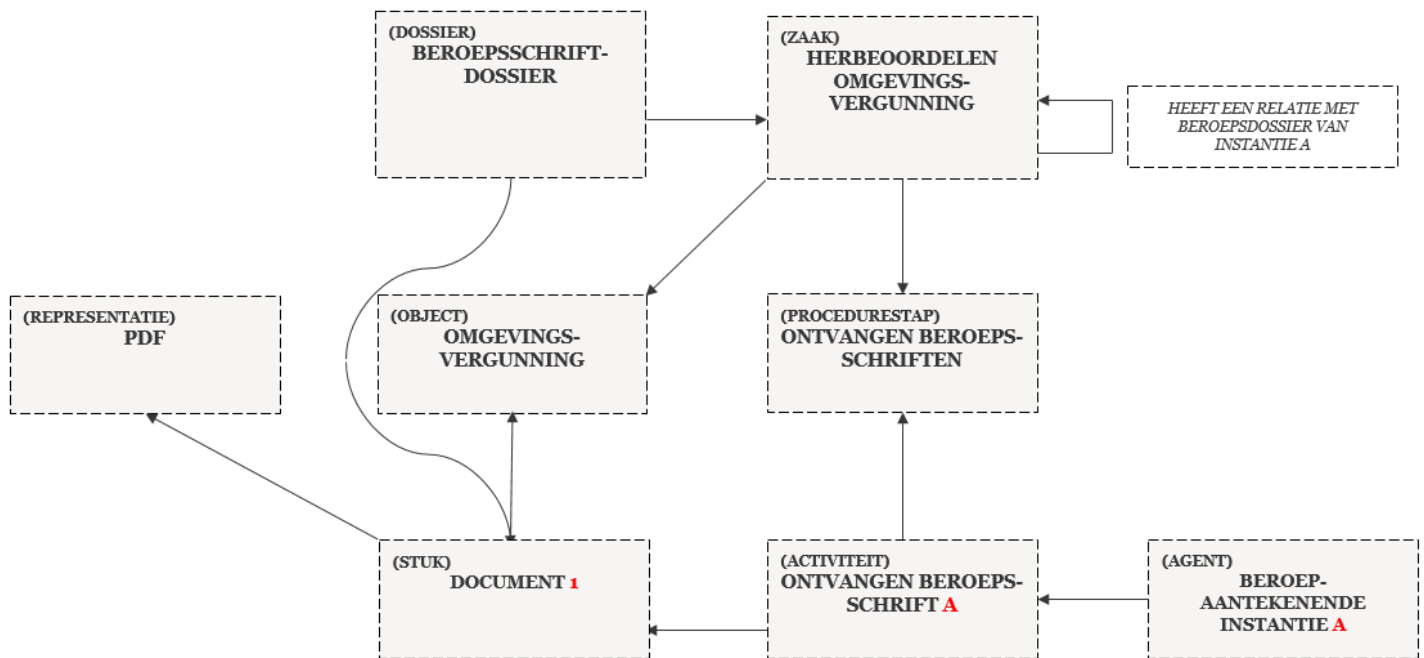 (DOSSIER)
BEROEPSSCHRIFT-
DOSSIER
(ZAAK)
HERBEOORDELEN
OMGEVINGS-
VERGUNNING
HEEFT EEN RELATIE MET
BEROEPSDOSSIER VAN
INSTANTIE A
(REPRESENTATIE)
PDF
(OBJECT)
OMGEVINGS-
VERGUNNING
(PROCEDURESTAP)
ONTVANGEN BEROEPS-
SCHRIFTEN
(STUK)
DOCUMENT 1
(ACTIVITEIT)
ONTVANGEN BEROEPS-
SCHRIFT A
(AGENT)
BEROEP-
AANTEKENENDE
INSTANTIE A